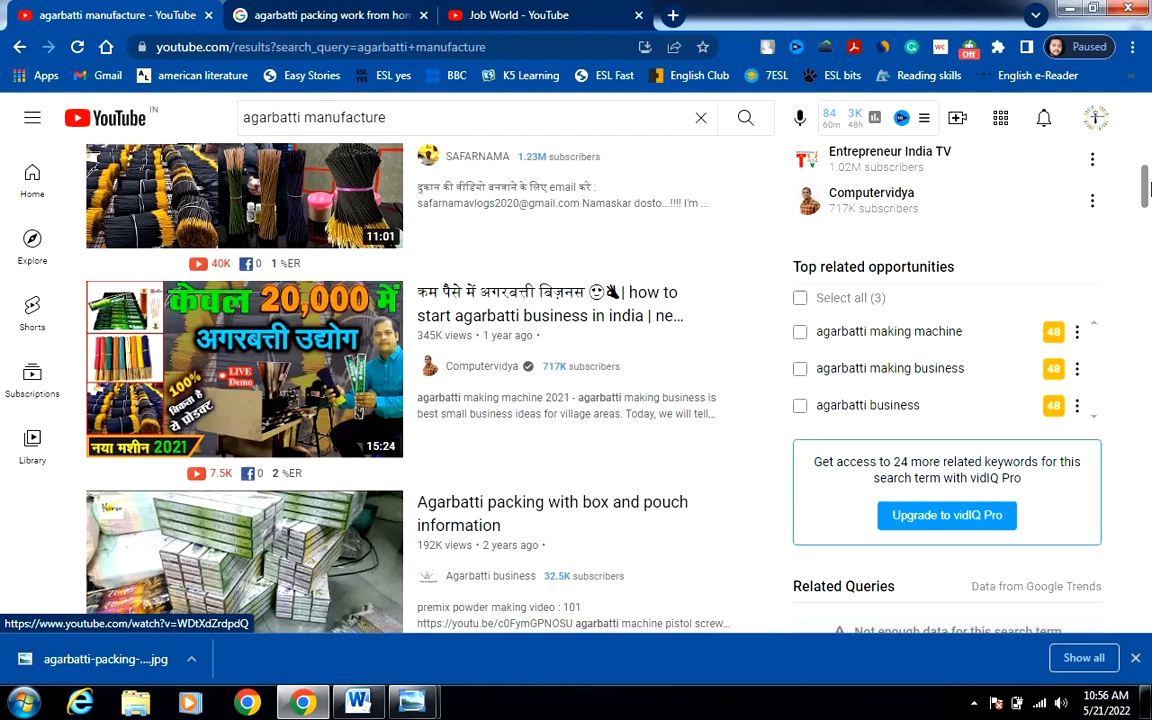 agarbatti manufacture - YouTube
agarbatti packing work from hom
Job World - YouTube
youtube.com/results?search_query=agarbatti+manufacture
Off
Paused
Apps
Gmail
american literature
Easy Stories
ESL yes
BBC
K5 Learning
ESL Fast
English Club
7ESL
ESL bits
Reading skills
English e-Reader
YouTube IN
agarbatti manufacture
84 60m
3K 48h
Home
Explore
Shorts
Subscriptions
Library
11:01
SAFARNAMA 1.23M subscribers
दुकान की वीडियो बनवाने के लिए email करे :
safarnamavlogs2020@gmail.com Namaskar dosto...!!!! I'm ...
40K 0 1 %ER
केवल 20,000 में
अगरबत्ती उद्योग
LIVE Demo
100%
बिकता है
ये प्रोडक्ट
नया मशीन 2021
15:24
कम पैसे में अगरबत्ती बिज़नस | how to
start agarbatti business in india | ne...
345K views • 1 year ago •
Computervidya 717K subscribers
agarbatti making machine 2021 - agarbatti making business is
best small business ideas for village areas. Today, we will tell...
7.5K 0 2 %ER
Agarbatti packing with box and pouch
information
192K views • 2 years ago •
Agarbatti business 32.5K subscribers
premix powder making video : 101
https://youtu.be/c0FymGPNOSU agarbatti machine pistol screw...
Entrepreneur India TV
1.02M subscribers
Computervidya
717K subscribers
Top related opportunities
Select all (3)
agarbatti making machine 48
agarbatti making business 48
agarbatti business 48
Get access to 24 more related keywords for this
search term with vidIQ Pro
Upgrade to vidIQ Pro
Related Queries Data from Google Trends
Not enough data for this search term
https://www.youtube.com/watch?v=WDtXdZrdpdQ
agarbatti-packing-....jpg
Show all
10:56 AM
5/21/2022